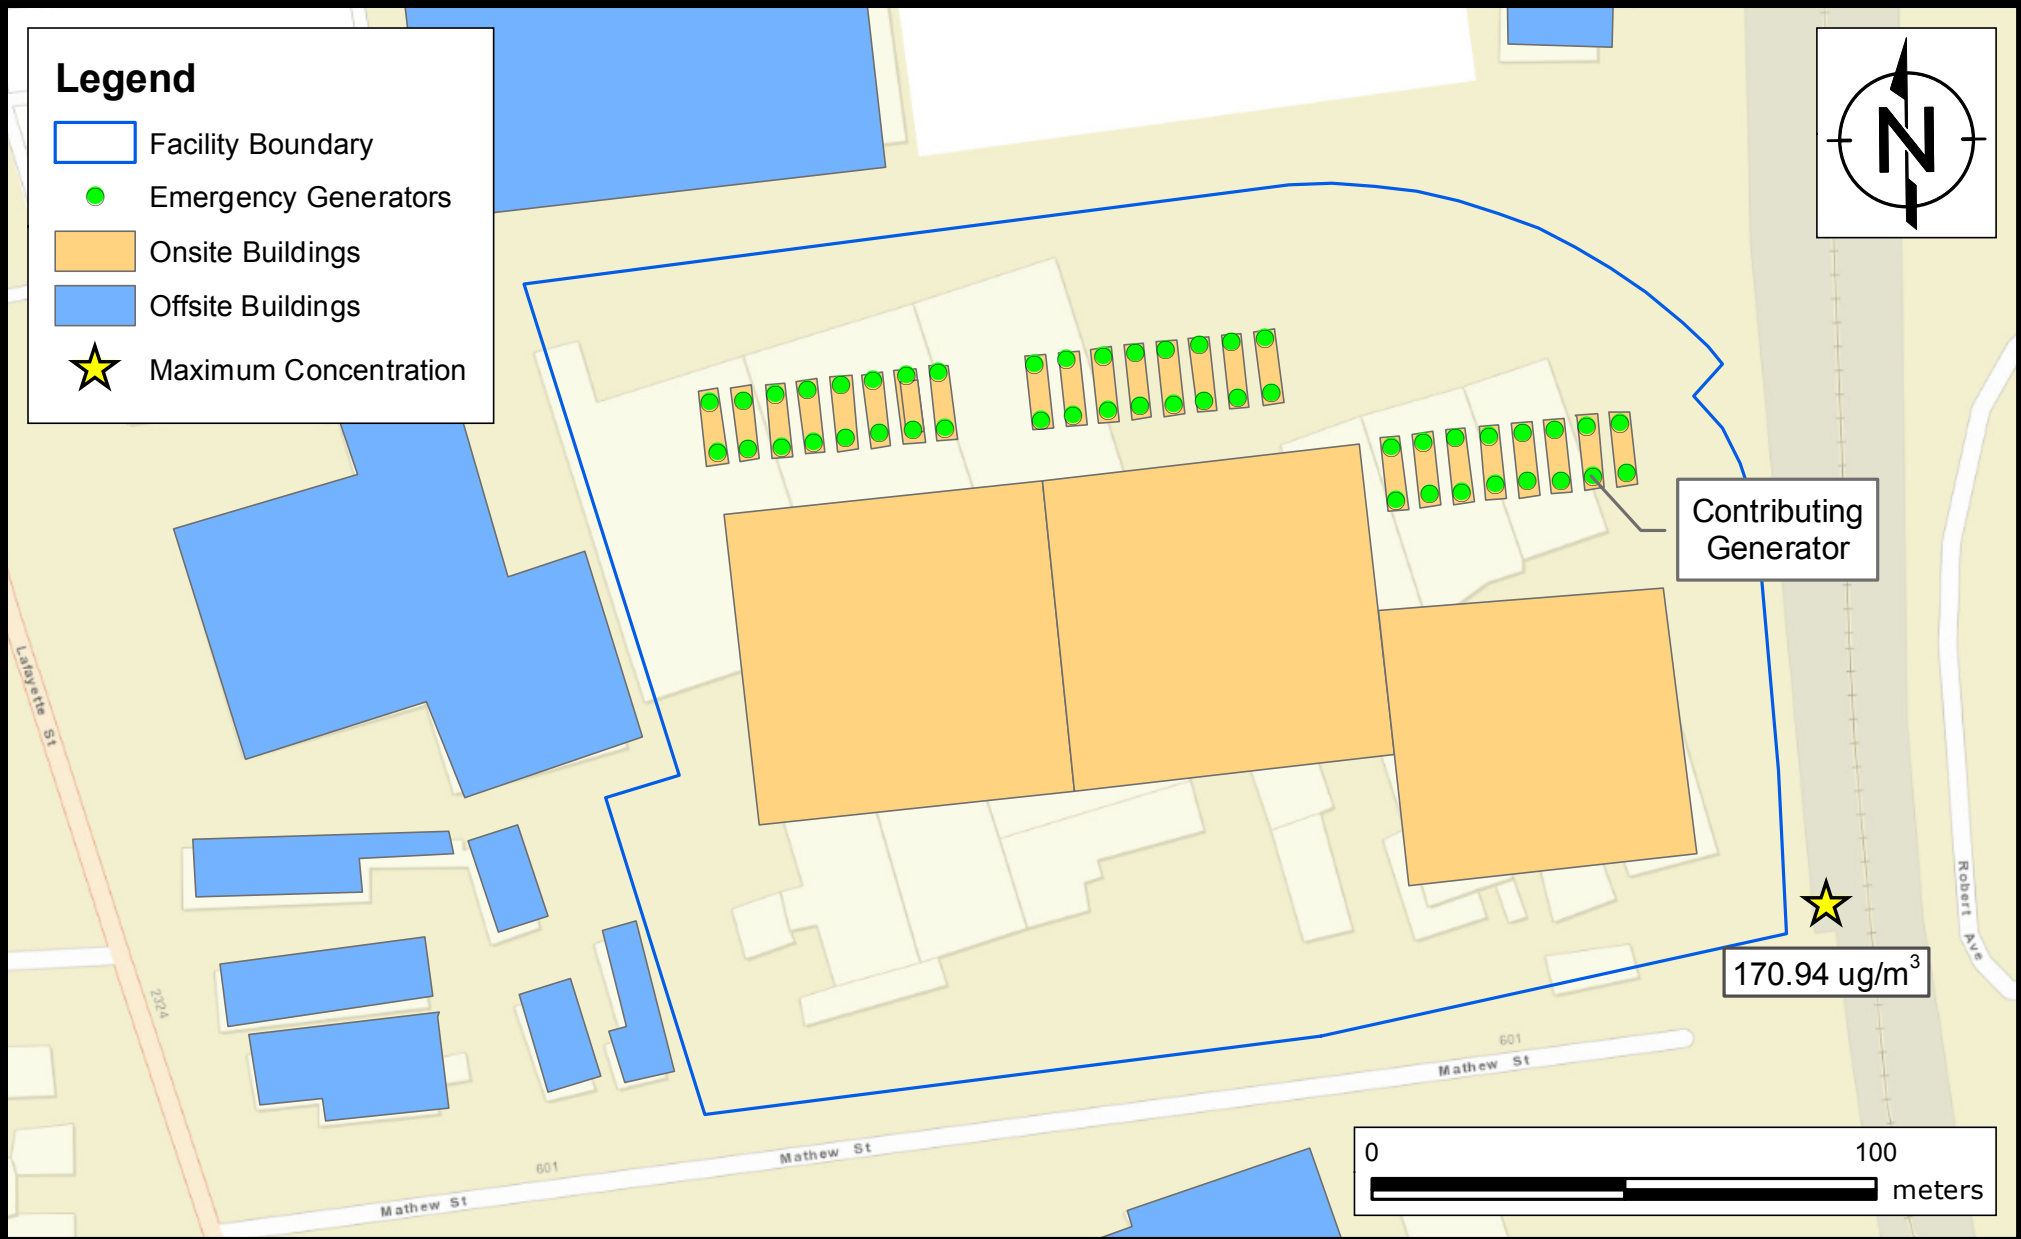 Legend
Facility Boundary
Emergency Generators
Onsite Buildings
Offsite Buildings
Maximum Concentration
N
Contributing
Generator
Lafayette St
2324
Robert Ave
170.94 ug/m³
601
Mathew St
Mathew St
601
Mathew St
0 100
meters